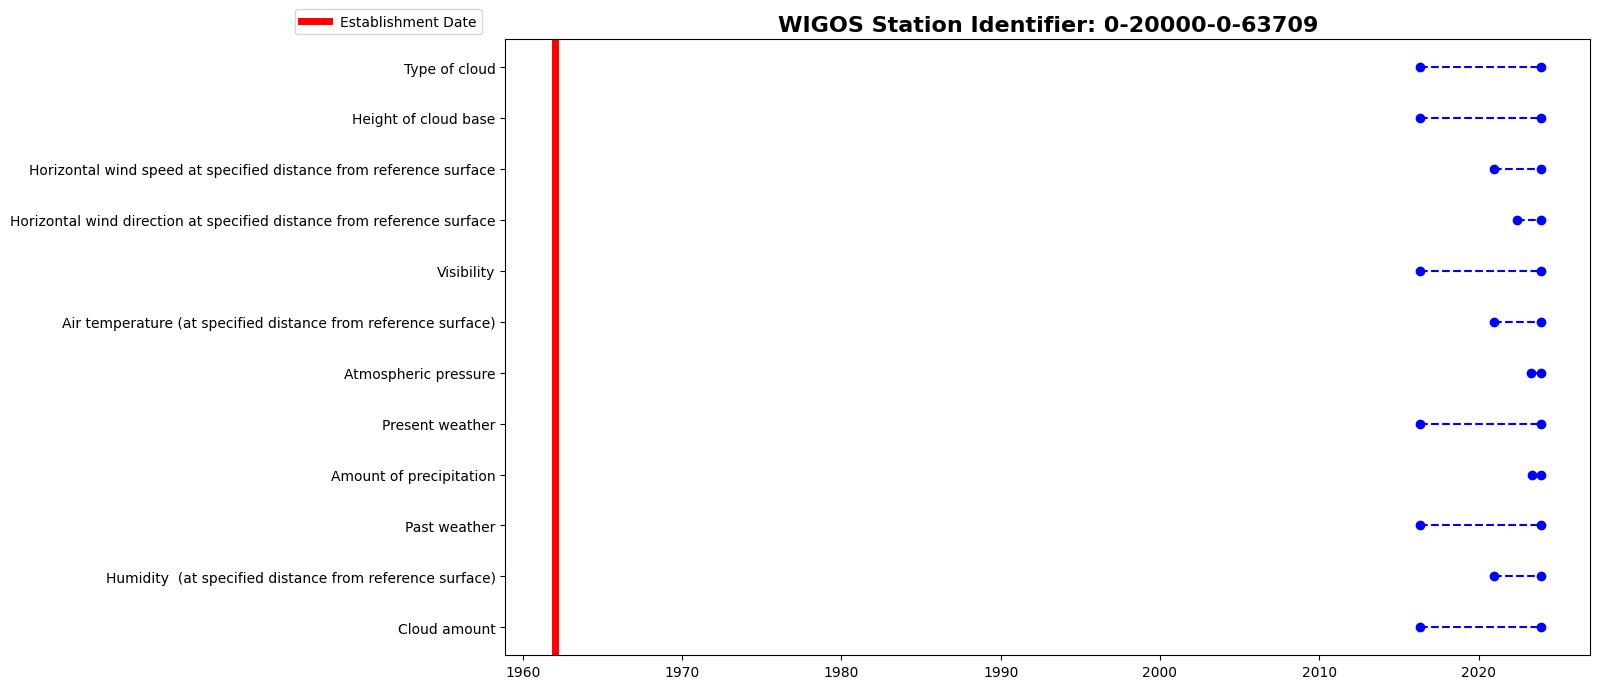 Establishment Date
WIGOS Station Identifier: 0-20000-0-63709
Type of cloud
Height of cloud base
Horizontal wind speed at specified distance from reference surface
Horizontal wind direction at specified distance from reference surface
Visibility
Air temperature (at specified distance from reference surface)
Atmospheric pressure
Present weather
Amount of precipitation
Past weather
Humidity  (at specified distance from reference surface)
Cloud amount
1960 1970 1980 1990 2000 2010 2020